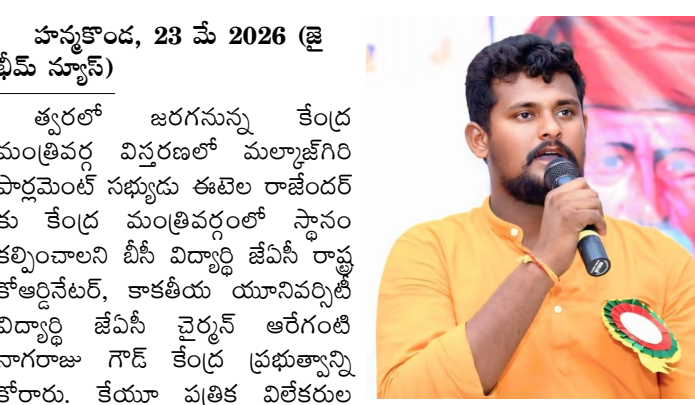 హన్మకొండ, 23 మే 2026 (జై
భీమ్ న్యూస్)
త్వరలో జరగనున్న కేంద్ర
మంత్రివర్గ విస్తరణలో మల్కాజ్‌గిరి
పార్లమెంట్ సభ్యుడు ఈటెల రాజేందర్
కు కేంద్ర మంత్రివర్గంలో స్థానం
కల్పించాలని బీసీ విద్యార్థి జేఏసీ రాష్ట్ర
కోఆర్డినేటర్, కాకతీయ యూనివర్సిటీ
విద్యార్థి జేఏసీ చైర్మన్ ఆరేగంటి
నాగరాజు గౌడ్ కేంద్ర ప్రభుత్వాన్ని
కోరారు. కేయూ పత్రిక విలేకరుల